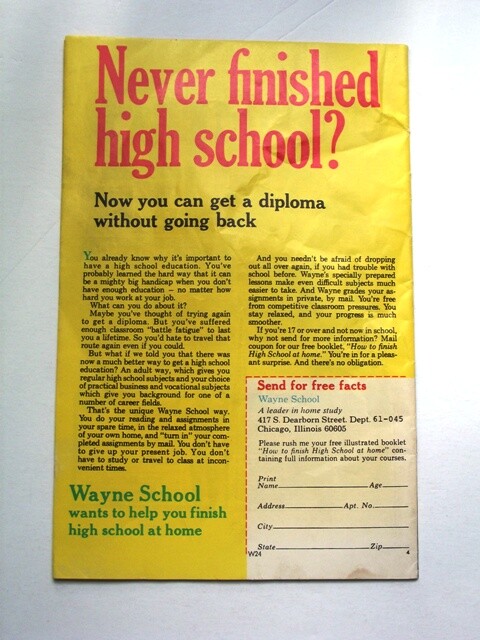 Never finished
high school?
Now you can get a diploma
without going back
You already know why it's important to
have a high school education. You've
probably learned the hard way that it can
be a mighty big handicap when you don't
have enough education – no matter how
hard you work at your job.
What can you do about it?
Maybe you've thought of trying again
to get a diploma. But you've suffered
enough classroom "battle fatigue" to last
you a lifetime. So you'd hate to travel that
route again even if you could.
But what if we told you that there was
now a much better way to get a high school
education? An adult way, which gives you
regular high school subjects and your choice
of practical business and vocational subjects
which give you background for one of a
number of career fields.
That's the unique Wayne School way.
You do your reading and assignments in
your spare time, in the relaxed atmosphere
of your own home, and "turn in" your com-
pleted assignments by mail. You don't have
to give up your present job. You don't
have to study or travel to class at incon-
venient times.
Wayne School
wants to help you finish
high school at home
And you needn't be afraid of dropping
out all over again, if you had trouble with
school before. Wayne's specially prepared
lessons make even difficult subjects much
easier to take. And Wayne grades your as-
signments in private, by mail. You're free
from competitive classroom pressures. You
stay relaxed, and your progress is much
smoother.
If you're 17 or over and not now in school,
why not send for more information? Mail
coupon for our free booklet, "How to finish
High School at home." You're in for a pleas-
ant surprise. And there's no obligation.
Send for free facts
Wayne School
A leader in home study
417 S. Dearborn Street. Dept. 61-045
Chicago, Illinois 60605
Please rush me your free illustrated booklet
"How to finish High School at home" con-
taining full information about your courses.
Print
Name Age
Address Apt. No.
City
State Zip
W24 4